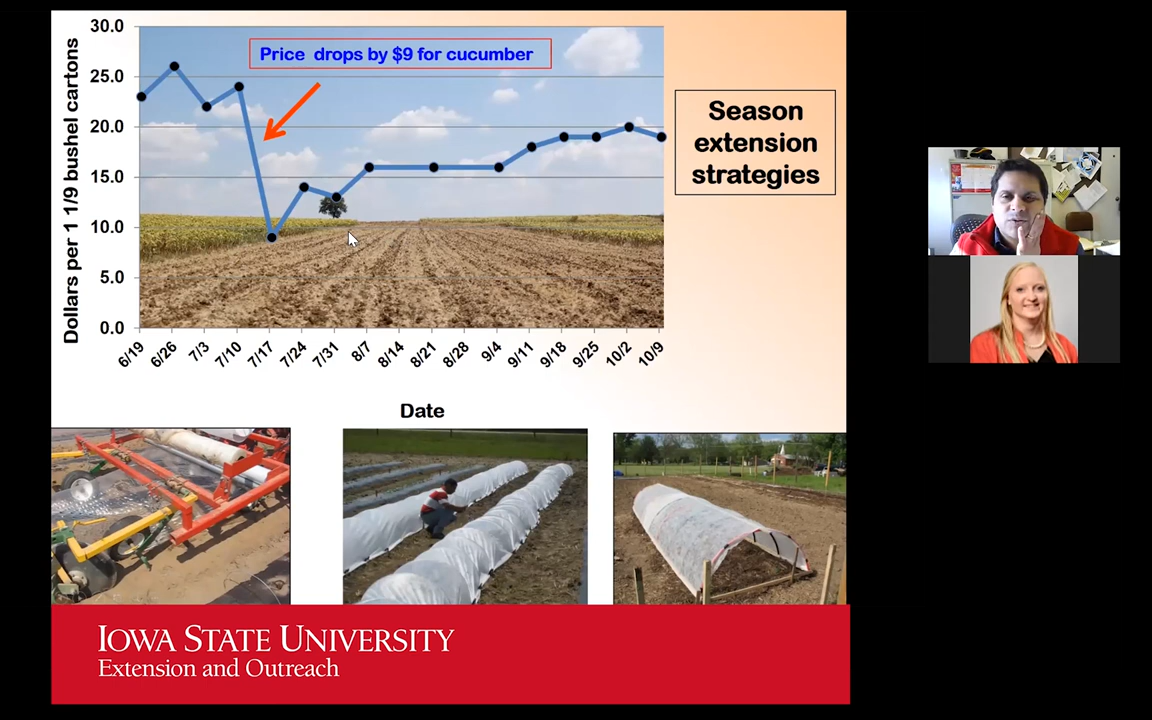 30.0
25.0
20.0
15.0
10.0
5.0
0.0
Dollars per 1 1/9 bushel cartons
Price drops by $9 for cucumber
Season
extension
strategies
6/19 6/26 7/3 7/10 7/17 7/24 7/31 8/7 8/14 8/21 8/28 9/4 9/11 9/18 9/25 10/2 10/9
Date
IOWA STATE UNIVERSITY
Extension and Outreach